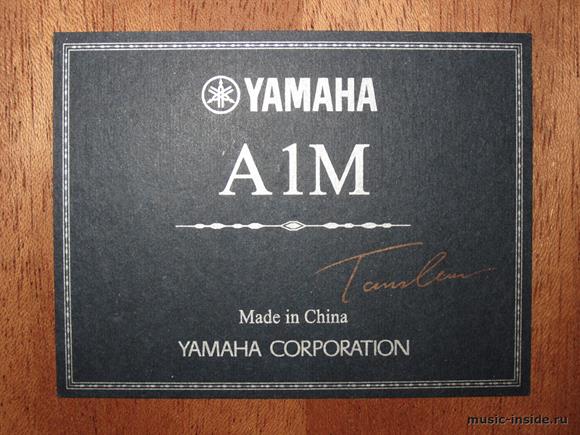 YAMAHA
A1M
Made in China
YAMAHA CORPORATION
music-inside.ru